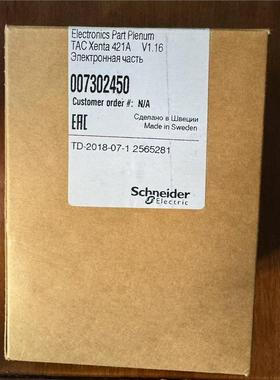 Electronics Part Plenum
TAC Xenta 421A V1.16
Электронная часть
007302450
Customer order #: N/A
EAC
Сделано в Швеции
Made in Sweden
TD-2018-07-1 2565281
Schneider
Electric